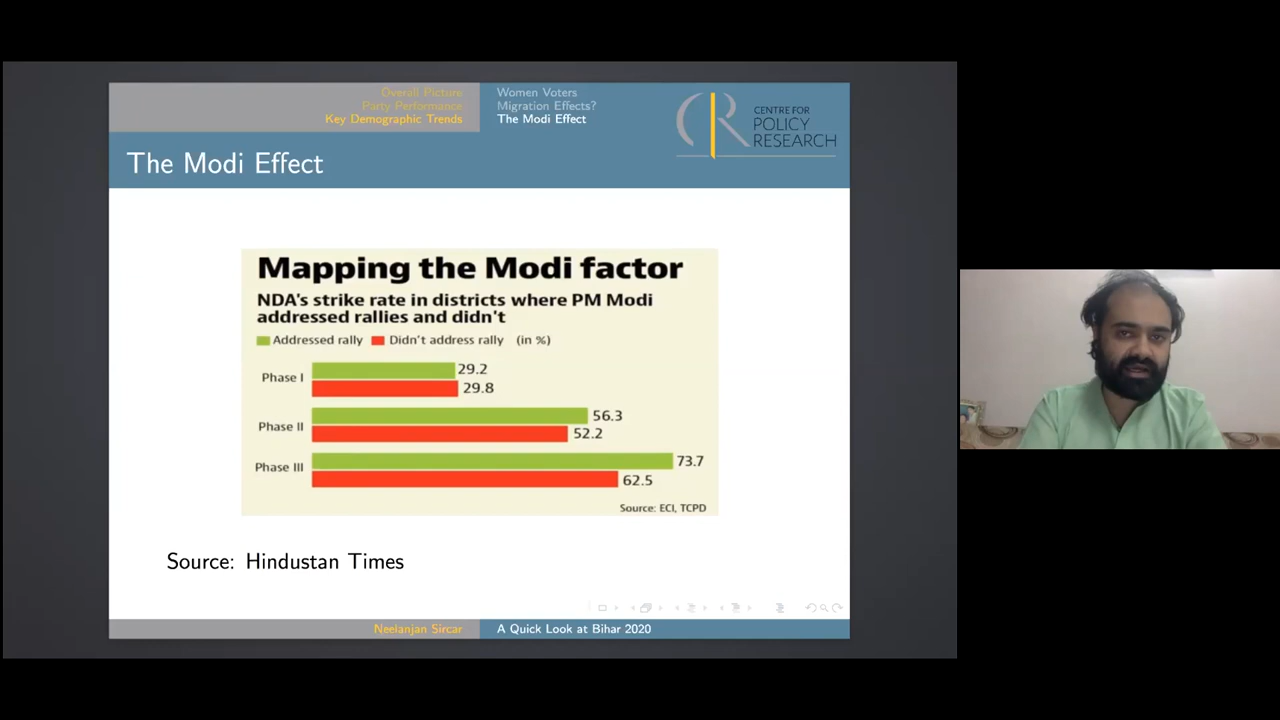 Overall Picture
Party Performance
Key Demographic Trends
Women Voters
Migration Effects?
The Modi Effect
CENTRE FOR
POLICY
RESEARCH
The Modi Effect
Mapping the Modi factor
NDA's strike rate in districts where PM Modi
addressed rallies and didn't
Addressed rally Didn't address rally (in %)
Phase I 29.2
29.8
Phase II 56.3
52.2
Phase III 73.7
62.5
Source: ECI, TCPD
Source: Hindustan Times
Neelanjan Sircar A Quick Look at Bihar 2020